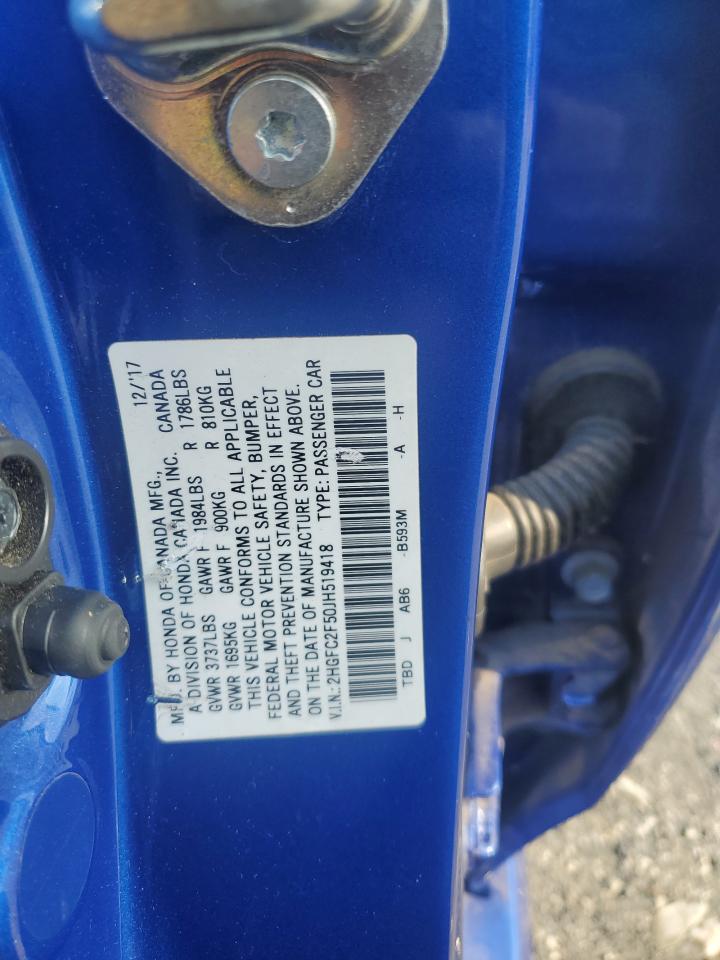 MFD. BY HONDA OF CANADA MFG., 12/'17
A DIVISION OF HONDA CANADA INC. CANADA
GVWR 3737LBS GAWR F 1984LBS R 1786LBS
GVWR 1695KG GAWR F 900KG R 810KG
THIS VEHICLE CONFORMS TO ALL APPLICABLE
FEDERAL MOTOR VEHICLE SAFETY, BUMPER,
AND THEFT PREVENTION STANDARDS IN EFFECT
ON THE DATE OF MANUFACTURE SHOWN ABOVE.
V.I.N.: 2HGFC2F50JH519418 TYPE: PASSENGER CAR
TBD J AB6 -B593M -A -H